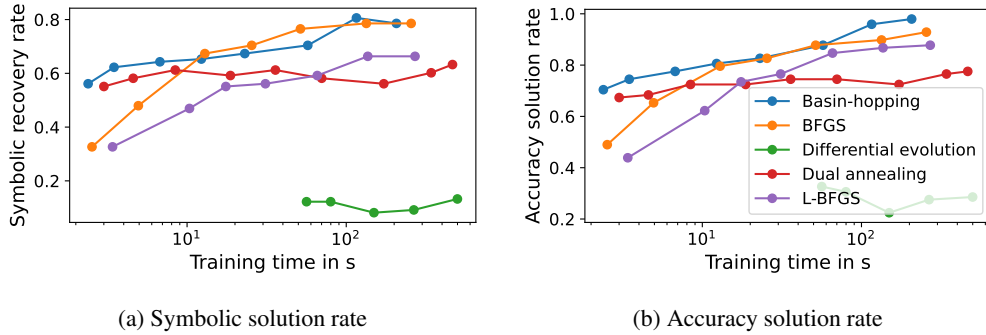 Symbolic recovery rate
0.8
0.6
0.4
0.2
10¹
10²
Training time in s
(a) Symbolic solution rate
Accuracy solution rate
1.0
0.8
0.6
0.4
0.2
Basin-hopping
BFGS
Differential evolution
Dual annealing
L-BFGS
10¹
10²
Training time in s
(b) Accuracy solution rate